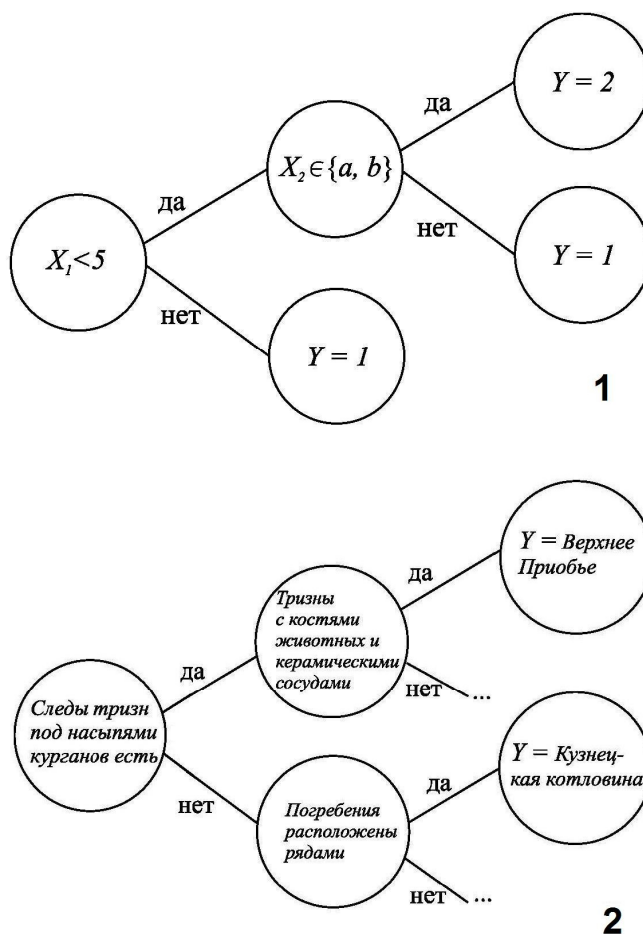 Y = 2
да
X₂∈{a, b}
да
нет
X₁<5
Y = 1
нет
Y = 1
1
Y = Верхнее
Приобье
да
Тризны
с костями
животных и
керамическими
сосудами
да
нет ...
Следы тризн
под насыпями
курганов есть
Y = Кузнец-
кая котловина
нет
да
Погребения
расположены
рядами
нет ...
2